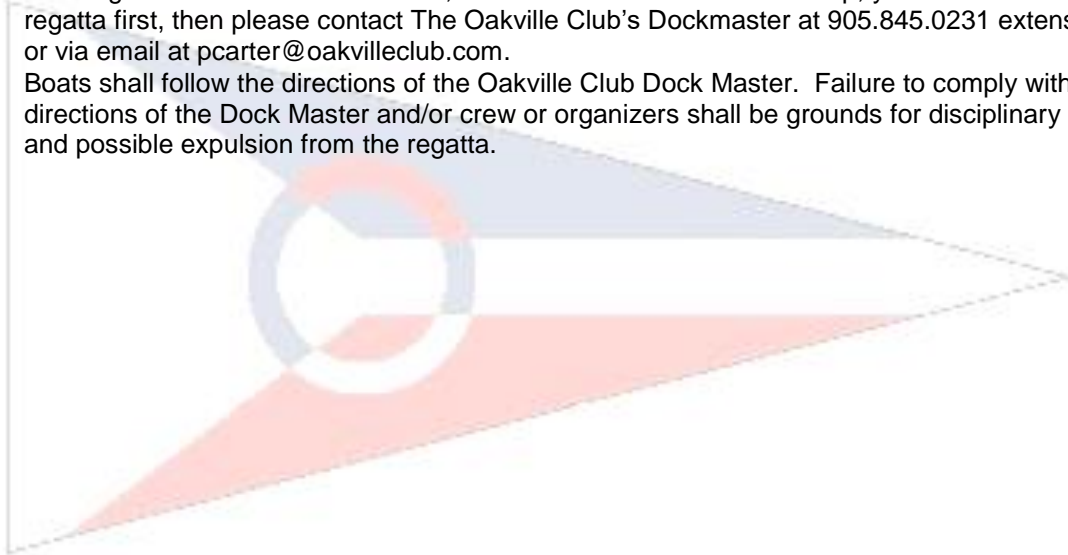 regatta first, then please contact The Oakville Club's Dockmaster at 905.845.0231
or via email at pcarter@oakvilleclub.com.
Boats shall follow the directions of the Oakville Club Dock Master. Failure to comply with
directions of the Dock Master and/or crew or organizers shall be grounds for disciplinary
and possible expulsion from the regatta.